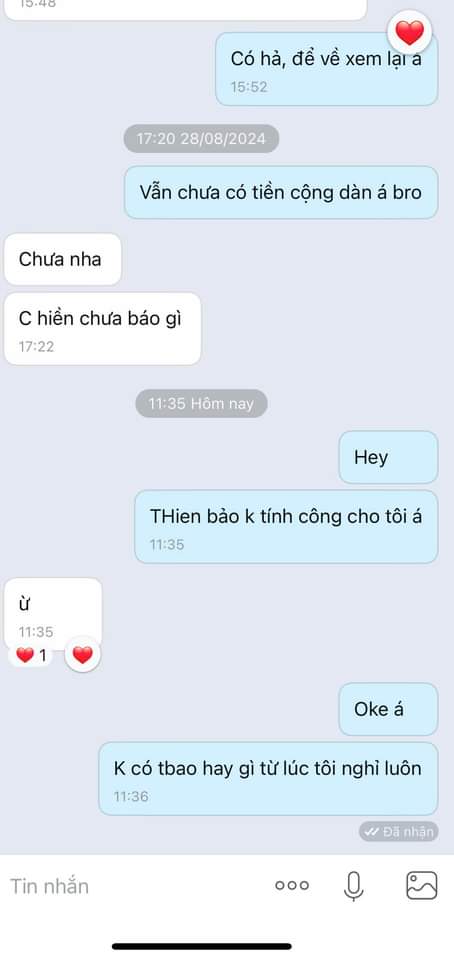 15:48
Có hả, để về xem lại á
15:52
17:20 28/08/2024
Vẫn chưa có tiền cộng dàn á bro
Chưa nha
C hiền chưa báo gì
17:22
11:35 Hôm nay
Hey
THien bảo k tính công cho tôi á
11:35
ừ
11:35
1
Oke á
K có tbao hay gì từ lúc tôi nghỉ luôn
11:36
Đã nhận
Tin nhắn